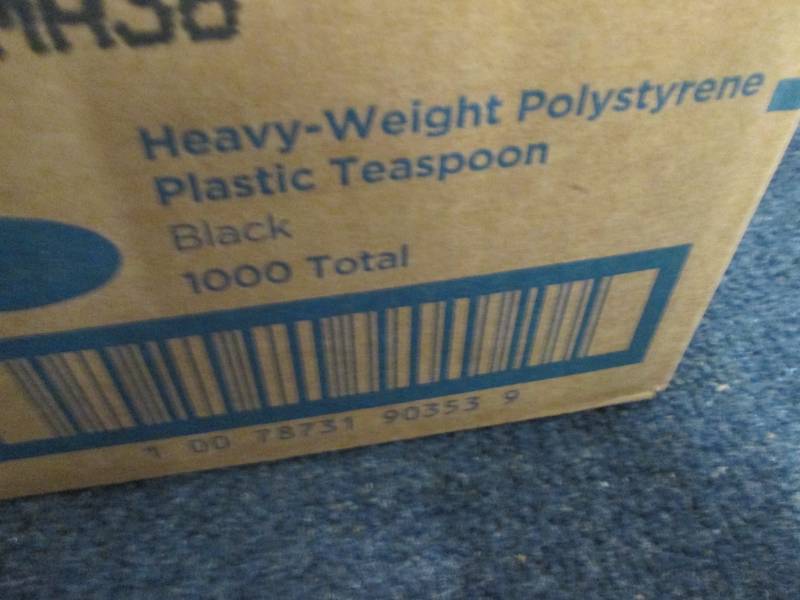 Heavy-Weight Polystyrene
Plastic Teaspoon
Black
1000 Total
1 00 78731 90353 9